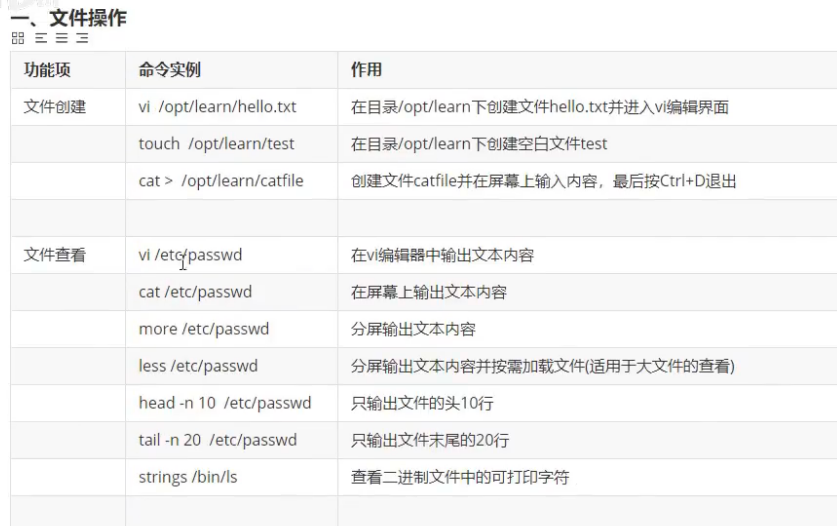 一、文件操作
功能项 命令实例 作用
文件创建 vi /opt/learn/hello.txt 在目录/opt/learn下创建文件hello.txt并进入vi编辑界面
touch /opt/learn/test 在目录/opt/learn下创建空白文件test
cat > /opt/learn/catfile 创建文件catfile并在屏幕上输入内容，最后按Ctrl+D退出
文件查看 vi /etc/passwd 在vi编辑器中输出文本内容
cat /etc/passwd 在屏幕上输出文本内容
more /etc/passwd 分屏输出文本内容
less /etc/passwd 分屏输出文本内容并按需加载文件(适用于大文件的查看)
head -n 10 /etc/passwd 只输出文件的头10行
tail -n 20 /etc/passwd 只输出文件末尾的20行
strings /bin/ls 查看二进制文件中的可打印字符